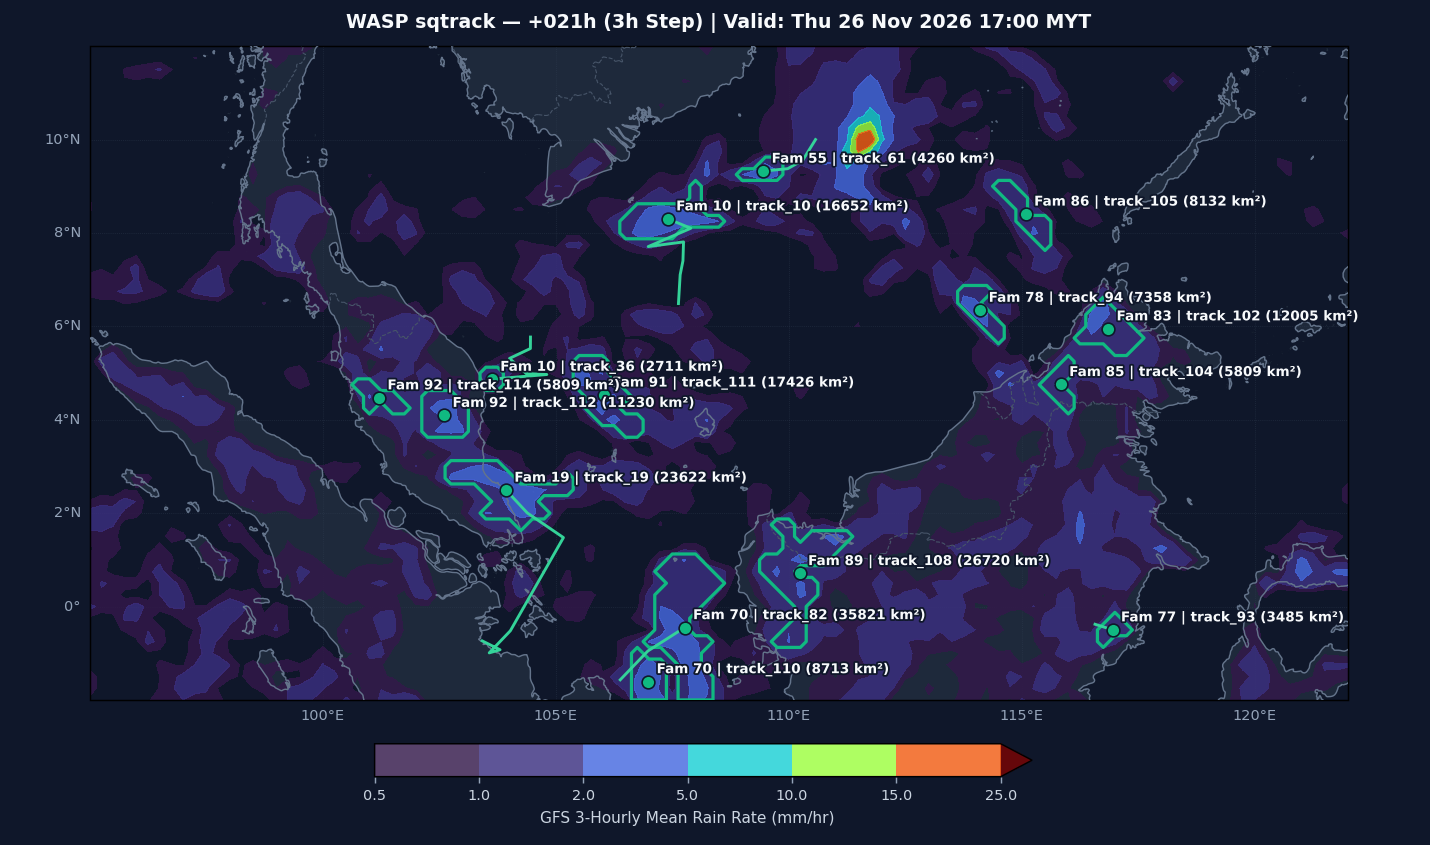 WASP sqtrack — +021h (3h Step) | Valid: Thu 26 Nov 2026 17:00 MYT
10°N
8°N
6°N
4°N
2°N
0°
Fam 55 | track_61 (4260 km²)
Fam 86 | track_105 (8132 km²)
Fam 10 | track_10 (16652 km²)
Fam 78 | track_94 (7358 km²)
Fam 83 | track_102 (12005 km²)
Fam 10 | track_36 (2711 km²)
Fam 85 | track_104 (5809 km²)
Fam 92 | track_114 (5809 km²)
Fam 91 | track_111 (17426 km²)
Fam 92 | track_112 (11230 km²)
Fam 19 | track_19 (23622 km²)
Fam 89 | track_108 (26720 km²)
Fam 70 | track_82 (35821 km²)
Fam 77 | track_93 (3485 km²)
Fam 70 | track_110 (8713 km²)
100°E 105°E 110°E 115°E 120°E
0.5 1.0 2.0 5.0 10.0 15.0 25.0
GFS 3-Hourly Mean Rain Rate (mm/hr)